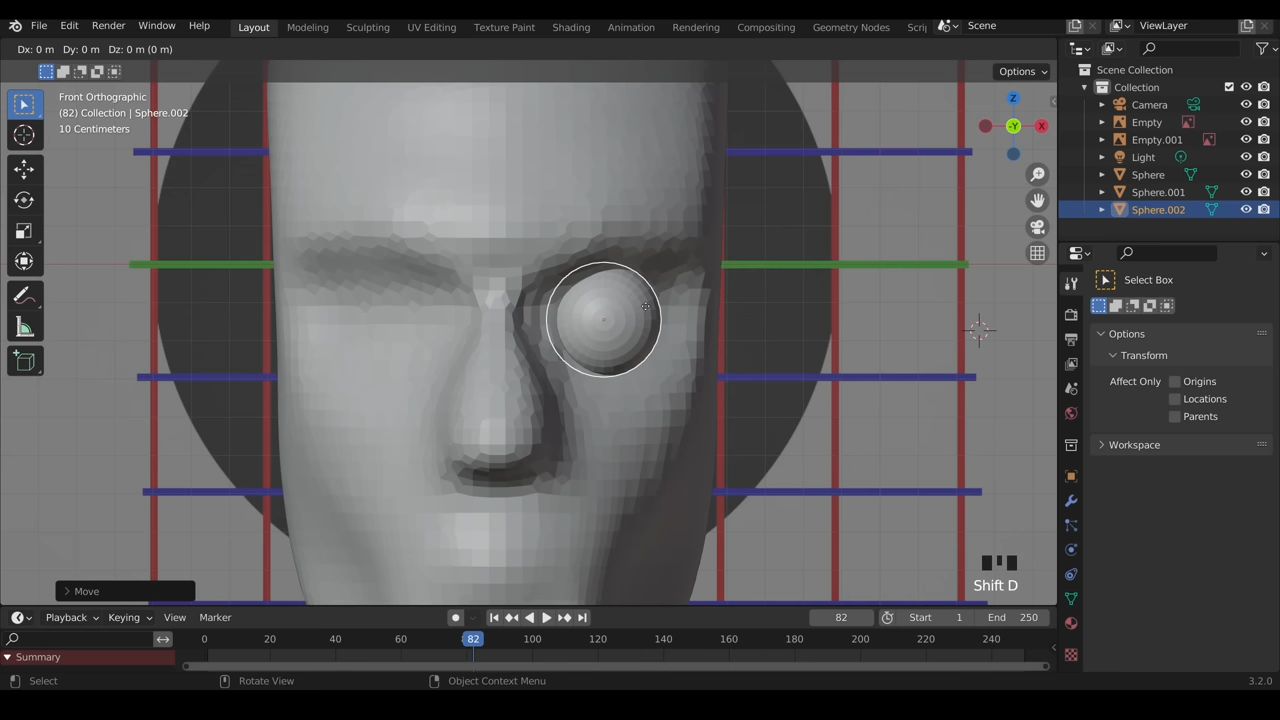 File Edit Render Window Help Layout Modeling Sculpting UV Editing Texture Paint Shading Animation Rendering Compositing Geometry Nodes Scri Scene ViewLayer
Dx: 0 m Dy: 0 m Dz: 0 m (0 m)
Options
Front Orthographic
(82) Collection | Sphere.002
10 Centimeters
Z
-Y
X
Move
Shift D
Scene Collection
Collection
Camera
Empty
Empty.001
Light
Sphere
Sphere.001
Sphere.002
Select Box
Options
Transform
Affect Only Origins
Locations
Parents
Workspace
Playback Keying View Marker 82 Start 1 End 250
0 20 40 60 82 100 120 140 160 180 200 220 240
Summary
Select Rotate View Object Context Menu 3.2.0